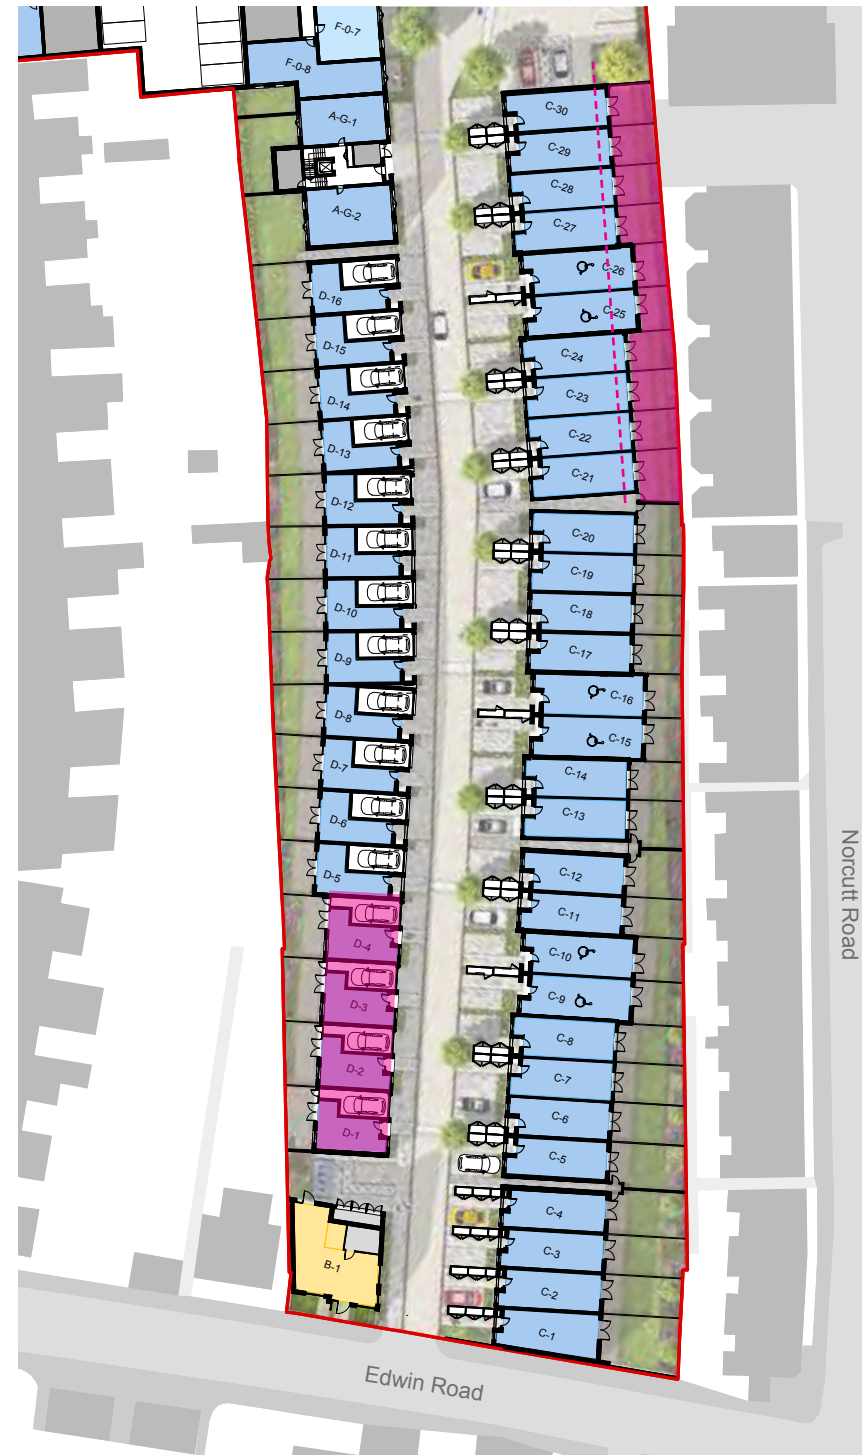 F-0-7
F-0-8
A-G-1
A-G-2
C-30
C-29
C-28
C-27
C-26
C-25
C-24
C-23
C-22
C-21
C-20
C-19
C-18
C-17
C-16
C-15
C-14
C-13
C-12
C-11
C-10
C-9
C-8
C-7
C-6
C-5
C-4
C-3
C-2
C-1
D-16
D-15
D-14
D-13
D-12
D-11
D-10
D-9
D-8
D-7
D-6
D-5
D-4
D-3
D-2
D-1
B-1
Norcutt Road
Edwin Road